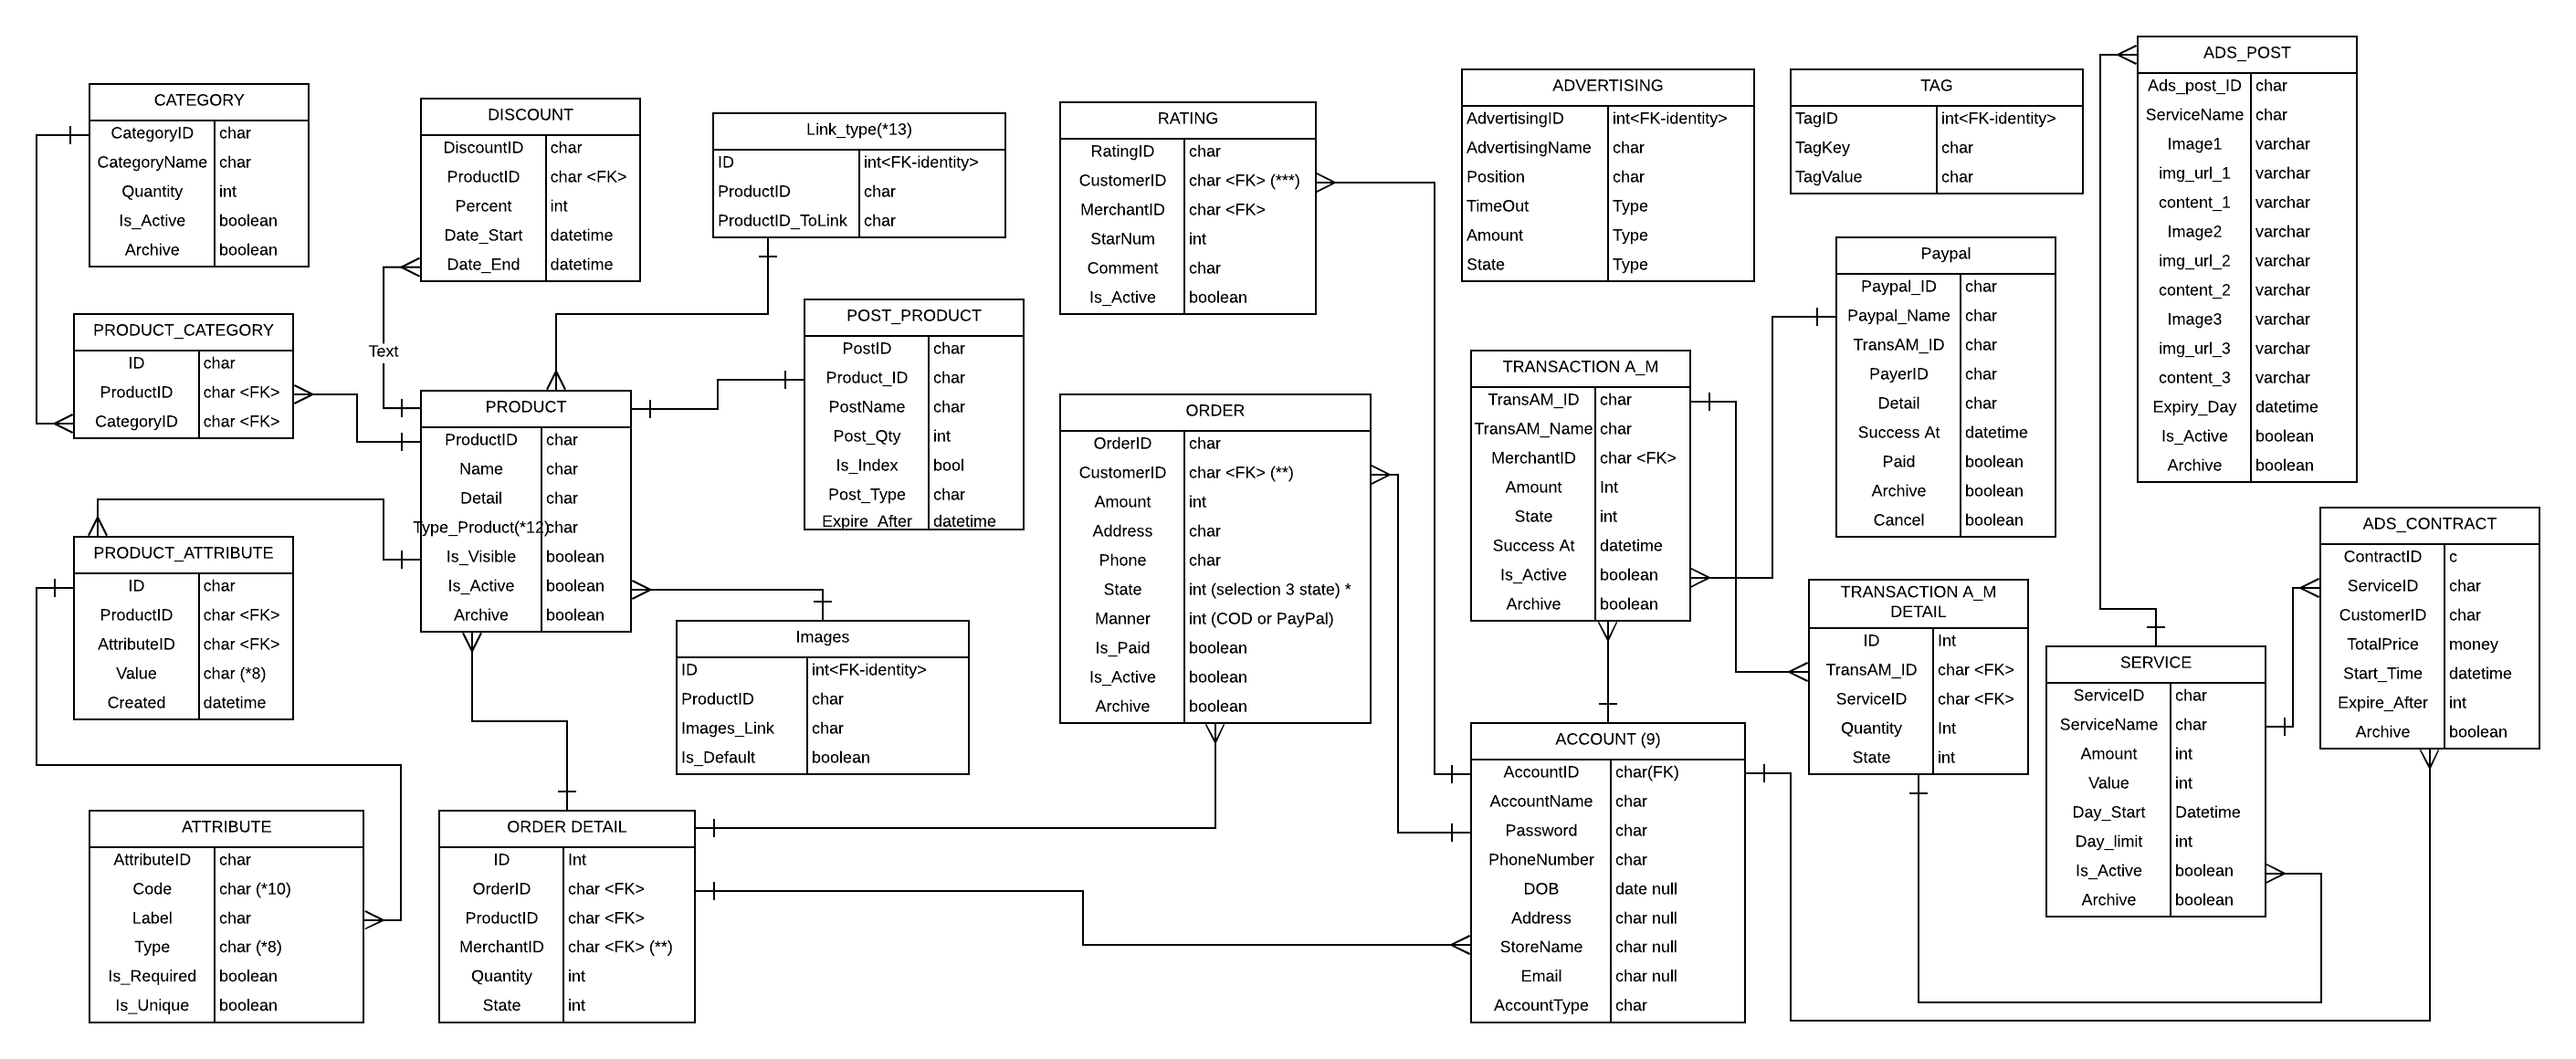 CATEGORY
CategoryID char
CategoryName char
Quantity int
Is_Active boolean
Archive boolean
DISCOUNT
DiscountID char
ProductID char <FK>
Percent int
Date_Start datetime
Date_End datetime
Link_type(*13)
ID int<FK-identity>
ProductID char
ProductID_ToLink char
RATING
RatingID char
CustomerID char <FK> (***)
MerchantID char <FK>
StarNum int
Comment char
Is_Active boolean
ADVERTISING
AdvertisingID int<FK-identity>
AdvertisingName char
Position char
TimeOut Type
Amount Type
State Type
TAG
TagID int<FK-identity>
TagKey char
TagValue char
ADS_POST
Ads_post_ID char
ServiceName char
Image1 varchar
img_url_1 varchar
content_1 varchar
Image2 varchar
img_url_2 varchar
content_2 varchar
Image3 varchar
img_url_3 varchar
content_3 varchar
Expiry_Day datetime
Is_Active boolean
Archive boolean
PRODUCT_CATEGORY
ID char
ProductID char <FK>
CategoryID char <FK>
Text
PRODUCT
ProductID char
Name char
Detail char
Type_Product(*12) char
Is_Visible boolean
Is_Active boolean
Archive boolean
POST_PRODUCT
PostID char
Product_ID char
PostName char
Post_Qty int
Is_Index bool
Post_Type char
Expire_After datetime
ORDER
OrderID char
CustomerID char <FK> (**)
Amount int
Address char
Phone char
State int (selection 3 state) *
Manner int (COD or PayPal)
Is_Paid boolean
Is_Active boolean
Archive boolean
TRANSACTION A_M
TransAM_ID char
TransAM_Name char
MerchantID char <FK>
Amount Int
State int
Success At datetime
Is_Active boolean
Archive boolean
Paypal
Paypal_ID char
Paypal_Name char
TransAM_ID char
PayerID char
Detail char
Success At datetime
Paid boolean
Archive boolean
Cancel boolean
PRODUCT_ATTRIBUTE
ID char
ProductID char <FK>
AttributeID char <FK>
Value char (*8)
Created datetime
Images
ID int<FK-identity>
ProductID char
Images_Link char
Is_Default boolean
TRANSACTION A_M
DETAIL
ID Int
TransAM_ID char <FK>
ServiceID char <FK>
Quantity Int
State int
ADS_CONTRACT
ContractID c
ServiceID char
CustomerID char
TotalPrice money
Start_Time datetime
Expire_After int
Archive boolean
SERVICE
ServiceID char
ServiceName char
Amount int
Value int
Day_Start Datetime
Day_limit int
Is_Active boolean
Archive boolean
ATTRIBUTE
AttributeID char
Code char (*10)
Label char
Type char (*8)
Is_Required boolean
Is_Unique boolean
ORDER DETAIL
ID Int
OrderID char <FK>
ProductID char <FK>
MerchantID char <FK> (**)
Quantity int
State int
ACCOUNT (9)
AccountID char(FK)
AccountName char
Password char
PhoneNumber char
DOB date null
Address char null
StoreName char null
Email char null
AccountType char